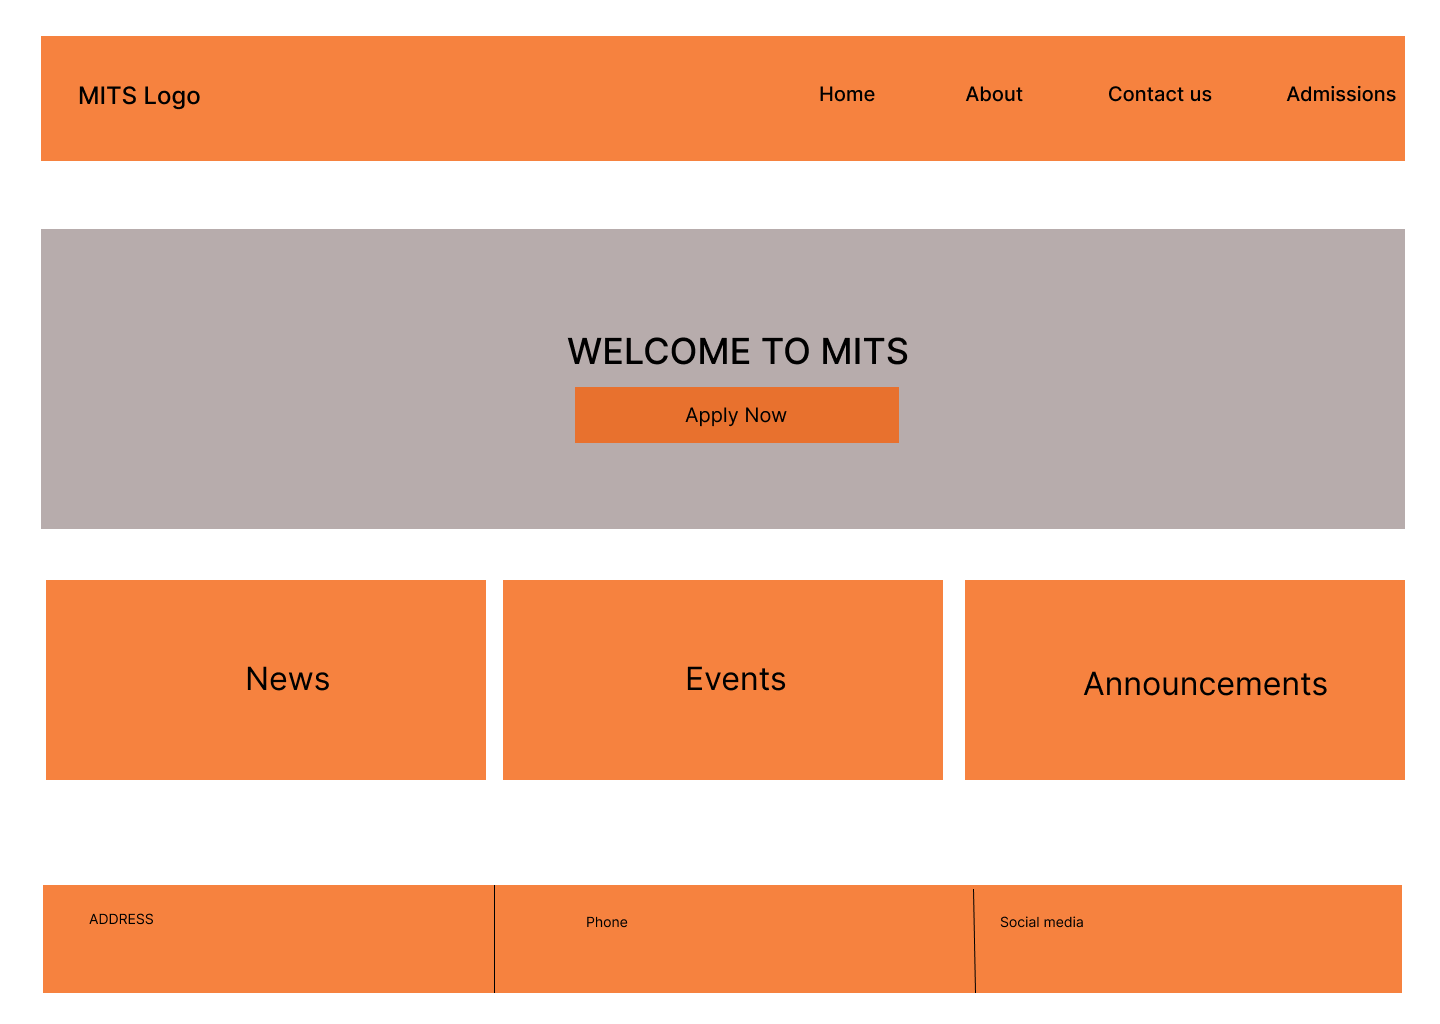 MITS Logo
Home
About
Contact us
Admissions
WELCOME TO MITS
Apply Now
News
Events
Announcements
ADDRESS
Phone
Social media